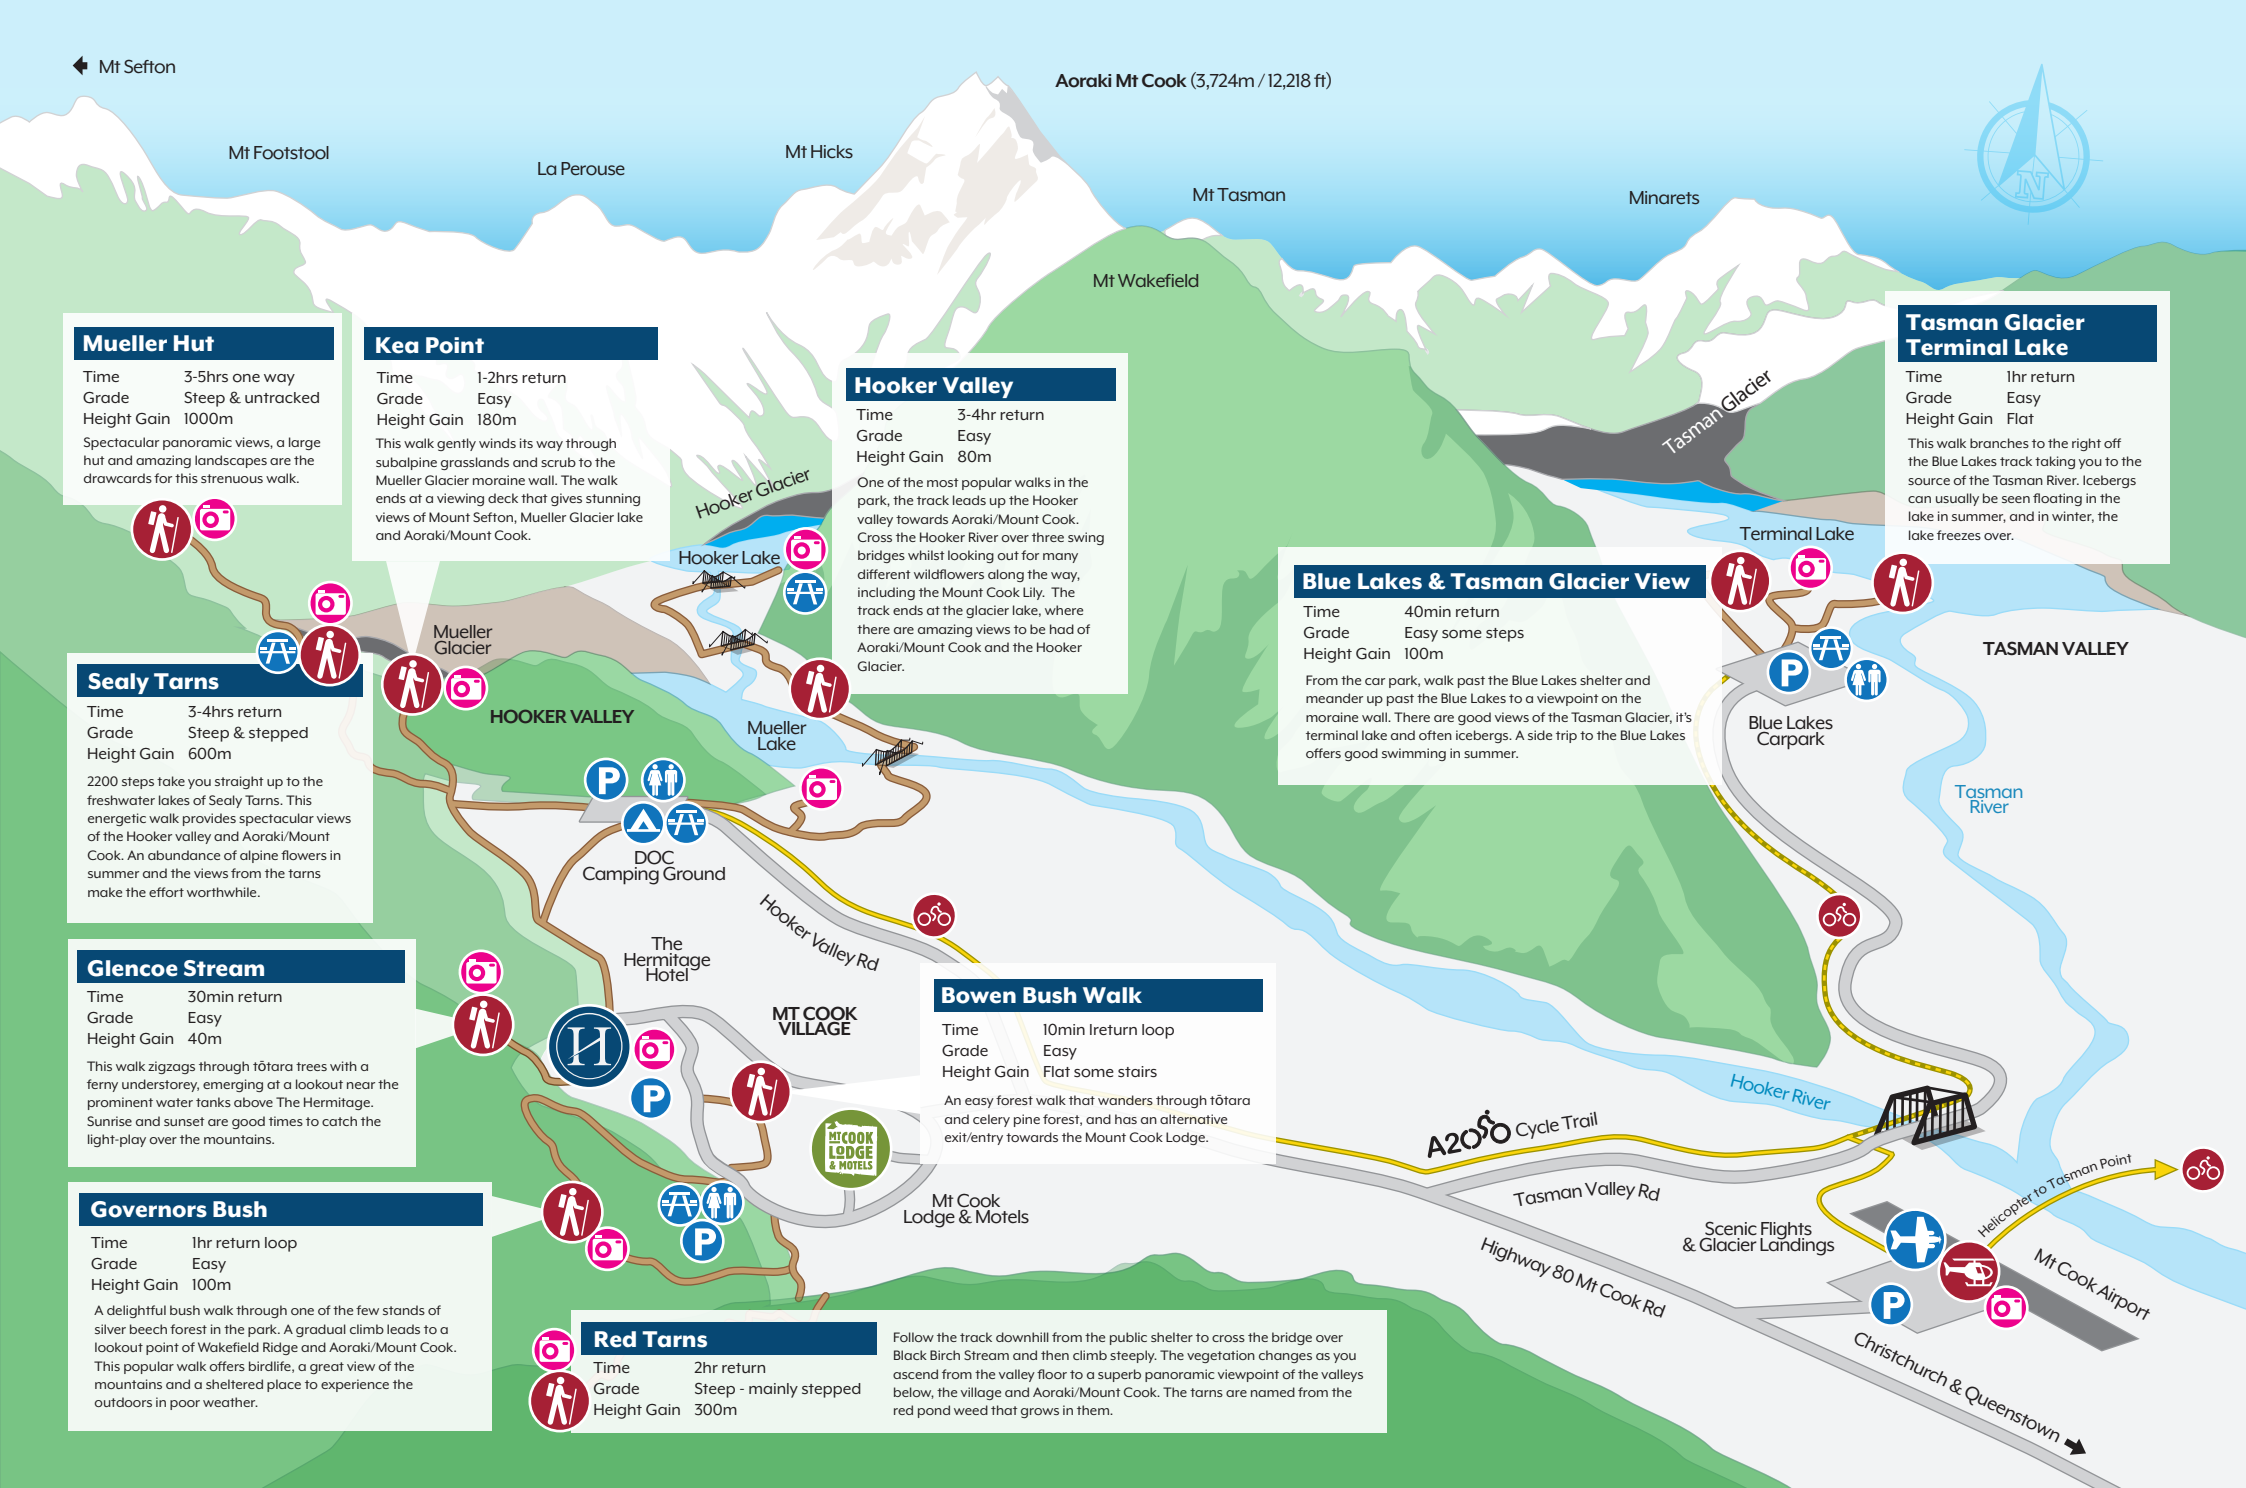 Mt Sefton
Aoraki Mt Cook (3,724m / 12,218 ft)
Mt Footstool
La Perouse
Mt Hicks
Mt Tasman
Minarets
N
Mt Wakefield
Mueller Hut
Time 3-5hrs one way
Grade Steep & untracked
Height Gain 1000m
Spectacular panoramic views, a large
hut and amazing landscapes are the
drawcards for this strenuous walk.
Kea Point
Time 1-2hrs return
Grade Easy
Height Gain 180m
This walk gently winds its way through
subalpine grasslands and scrub to the
Mueller Glacier moraine wall. The walk
ends at a viewing deck that gives stunning
views of Mount Sefton, Mueller Glacier lake
and Aoraki/Mount Cook.
Hooker Valley
Time 3-4hr return
Grade Easy
Height Gain 80m
One of the most popular walks in the
park, the track leads up the Hooker
valley towards Aoraki/Mount Cook.
Cross the Hooker River over three swing
bridges whilst looking out for many
different wildflowers along the way,
including the Mount Cook Lily. The
track ends at the glacier lake, where
there are amazing views to be had of
Aoraki/Mount Cook and the Hooker
Glacier.
Tasman Glacier
Terminal Lake
Time 1hr return
Grade Easy
Height Gain Flat
This walk branches to the right off
the Blue Lakes track taking you to the
source of the Tasman River. Icebergs
can usually be seen floating in the
lake in summer, and in winter, the
lake freezes over.
Tasman Glacier
Hooker Glacier
Hooker Lake
Terminal Lake
Blue Lakes & Tasman Glacier View
Time 40min return
Grade Easy some steps
Height Gain 100m
From the car park, walk past the Blue Lakes shelter and
meander up past the Blue Lakes to a viewpoint on the
moraine wall. There are good views of the Tasman Glacier, it's
terminal lake and often icebergs. A side trip to the Blue Lakes
offers good swimming in summer.
TASMAN VALLEY
P
Blue Lakes
Carpark
Tasman
River
Mueller
Glacier
HOOKER VALLEY
Mueller
Lake
Sealy Tarns
Time 3-4hrs return
Grade Steep & stepped
Height Gain 600m
2200 steps take you straight up to the
freshwater lakes of Sealy Tarns. This
energetic walk provides spectacular views
of the Hooker valley and Aoraki/Mount
Cook. An abundance of alpine flowers in
summer and the views from the tarns
make the effort worthwhile.
P
DOC
Camping Ground
Hooker Valley Rd
The
Hermitage
Hotel
H
P
MT COOK
VILLAGE
Glencoe Stream
Time 30min return
Grade Easy
Height Gain 40m
This walk zigzags through tōtara trees with a
ferny understorey, emerging at a lookout near the
prominent water tanks above The Hermitage.
Sunrise and sunset are good times to catch the
light-play over the mountains.
Bowen Bush Walk
Time 10min lreturn loop
Grade Easy
Height Gain Flat some stairs
An easy forest walk that wanders through tōtara
and celery pine forest, and has an alternative
exit/entry towards the Mount Cook Lodge.
MT COOK
LODGE
& MOTELS
Mt Cook
Lodge & Motels
P
Governors Bush
Time 1hr return loop
Grade Easy
Height Gain 100m
A delightful bush walk through one of the few stands of
silver beech forest in the park. A gradual climb leads to a
lookout point of Wakefield Ridge and Aoraki/Mount Cook.
This popular walk offers birdlife, a great view of the
mountains and a sheltered place to experience the
outdoors in poor weather.
Red Tarns
Time 2hr return
Grade Steep - mainly stepped
Height Gain 300m
Follow the track downhill from the public shelter to cross the bridge over
Black Birch Stream and then climb steeply. The vegetation changes as you
ascend from the valley floor to a superb panoramic viewpoint of the valleys
below, the village and Aoraki/Mount Cook. The tarns are named from the
red pond weed that grows in them.
Hooker River
A2O Cycle Trail
Tasman Valley Rd
Highway 80 Mt Cook Rd
Scenic Flights
& Glacier Landings
Helicopter to Tasman Point
Mt Cook Airport
P
Christchurch & Queenstown